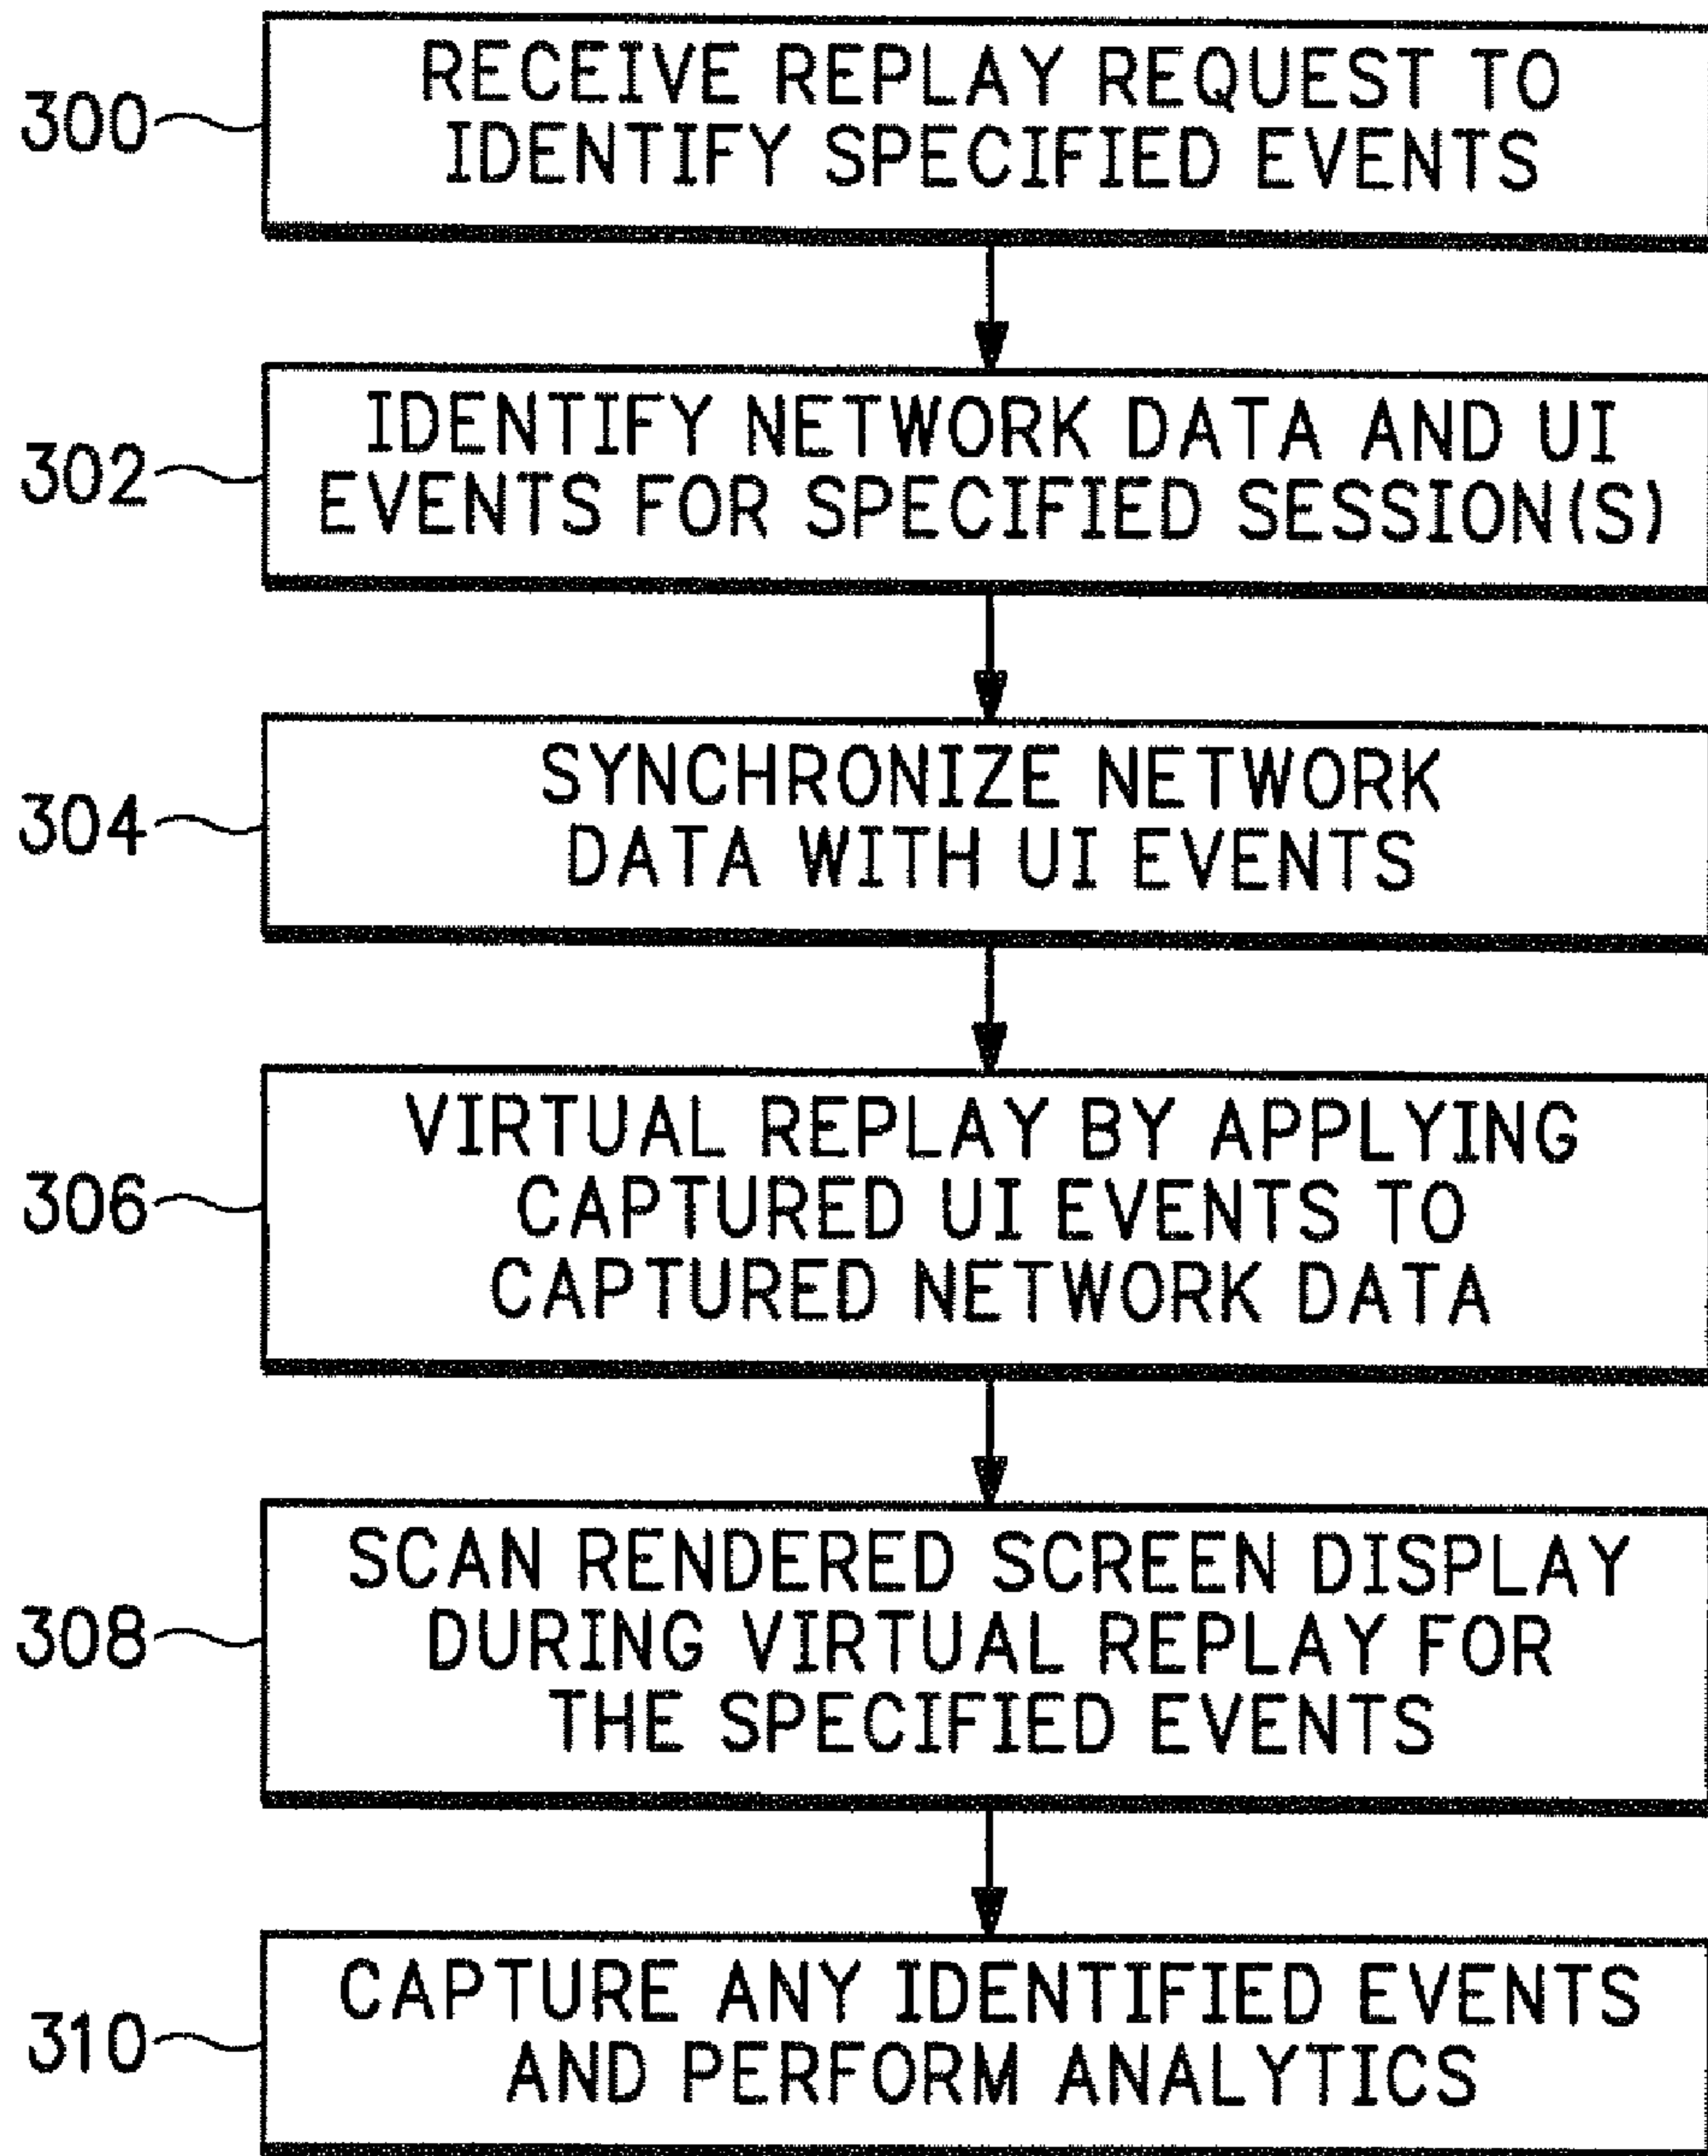 300
RECEIVE REPLAY REQUEST TO
IDENTIFY SPECIFIED EVENTS
302
IDENTIFY NETWORK DATA AND UI
EVENTS FOR SPECIFIED SESSION(S)
304
SYNCHRONIZE NETWORK
DATA WITH UI EVENTS
306
VIRTUAL REPLAY BY APPLYING
CAPTURED UI EVENTS TO
CAPTURED NETWORK DATA
308
SCAN RENDERED SCREEN DISPLAY
DURING VIRTUAL REPLAY FOR
THE SPECIFIED EVENTS
310
CAPTURE ANY IDENTIFIED EVENTS
AND PERFORM ANALYTICS